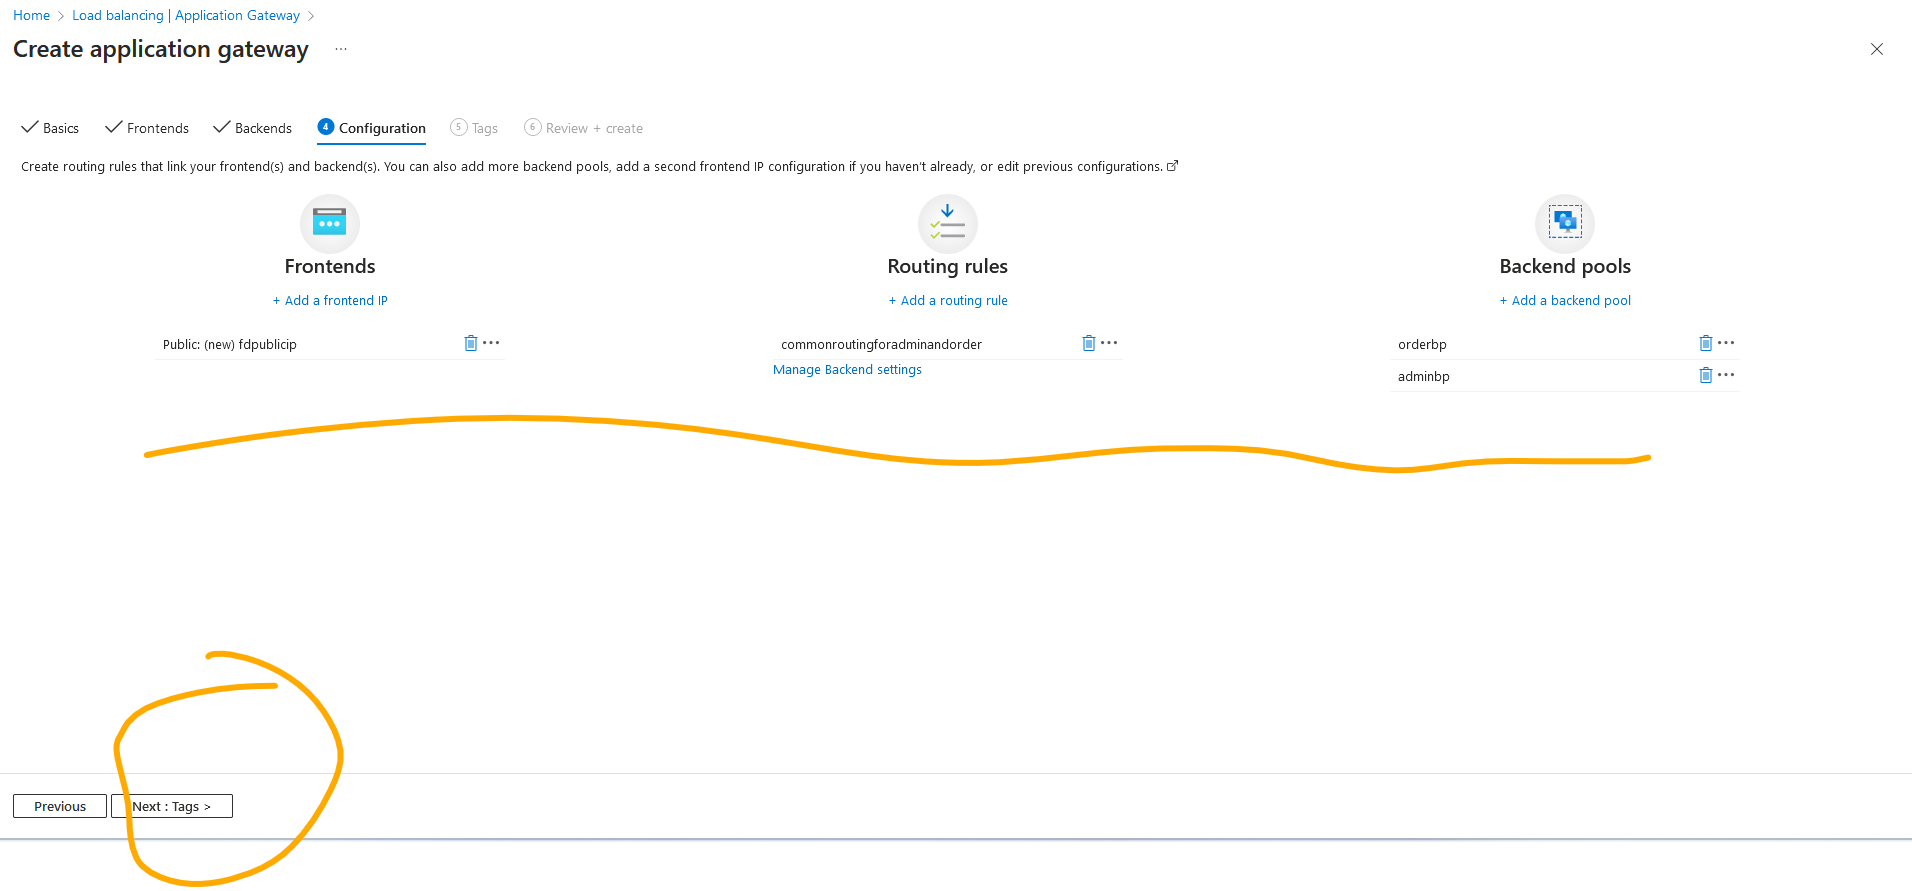 Home > Load balancing | Application Gateway >
Create application gateway ...
Basics Frontends Backends 4 Configuration 5 Tags 6 Review + create
Create routing rules that link your frontend(s) and backend(s). You can also add more backend pools, add a second frontend IP configuration if you haven't already, or edit previous configurations.
Frontends Routing rules Backend pools
+ Add a frontend IP + Add a routing rule + Add a backend pool
Public: (new) fdpublicip commonroutingforadminandorder orderbp
Manage Backend settings
adminbp
Previous Next : Tags >